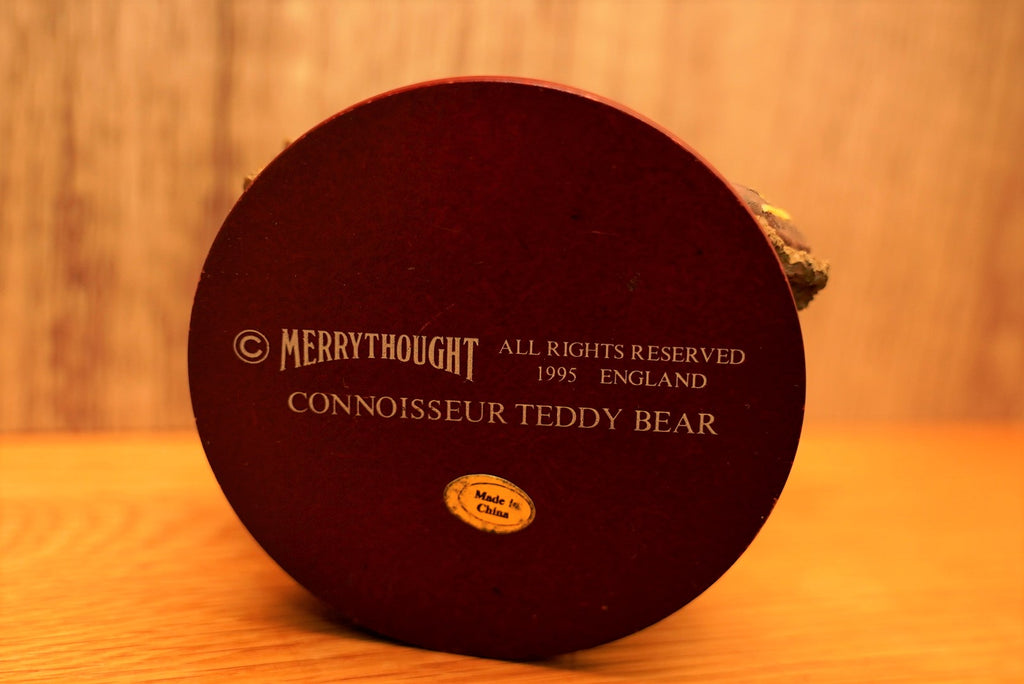 © MERRYTHOUGHT ALL RIGHTS RESERVED
1995 ENGLAND
CONNOISSEUR TEDDY BEAR
Made in
China